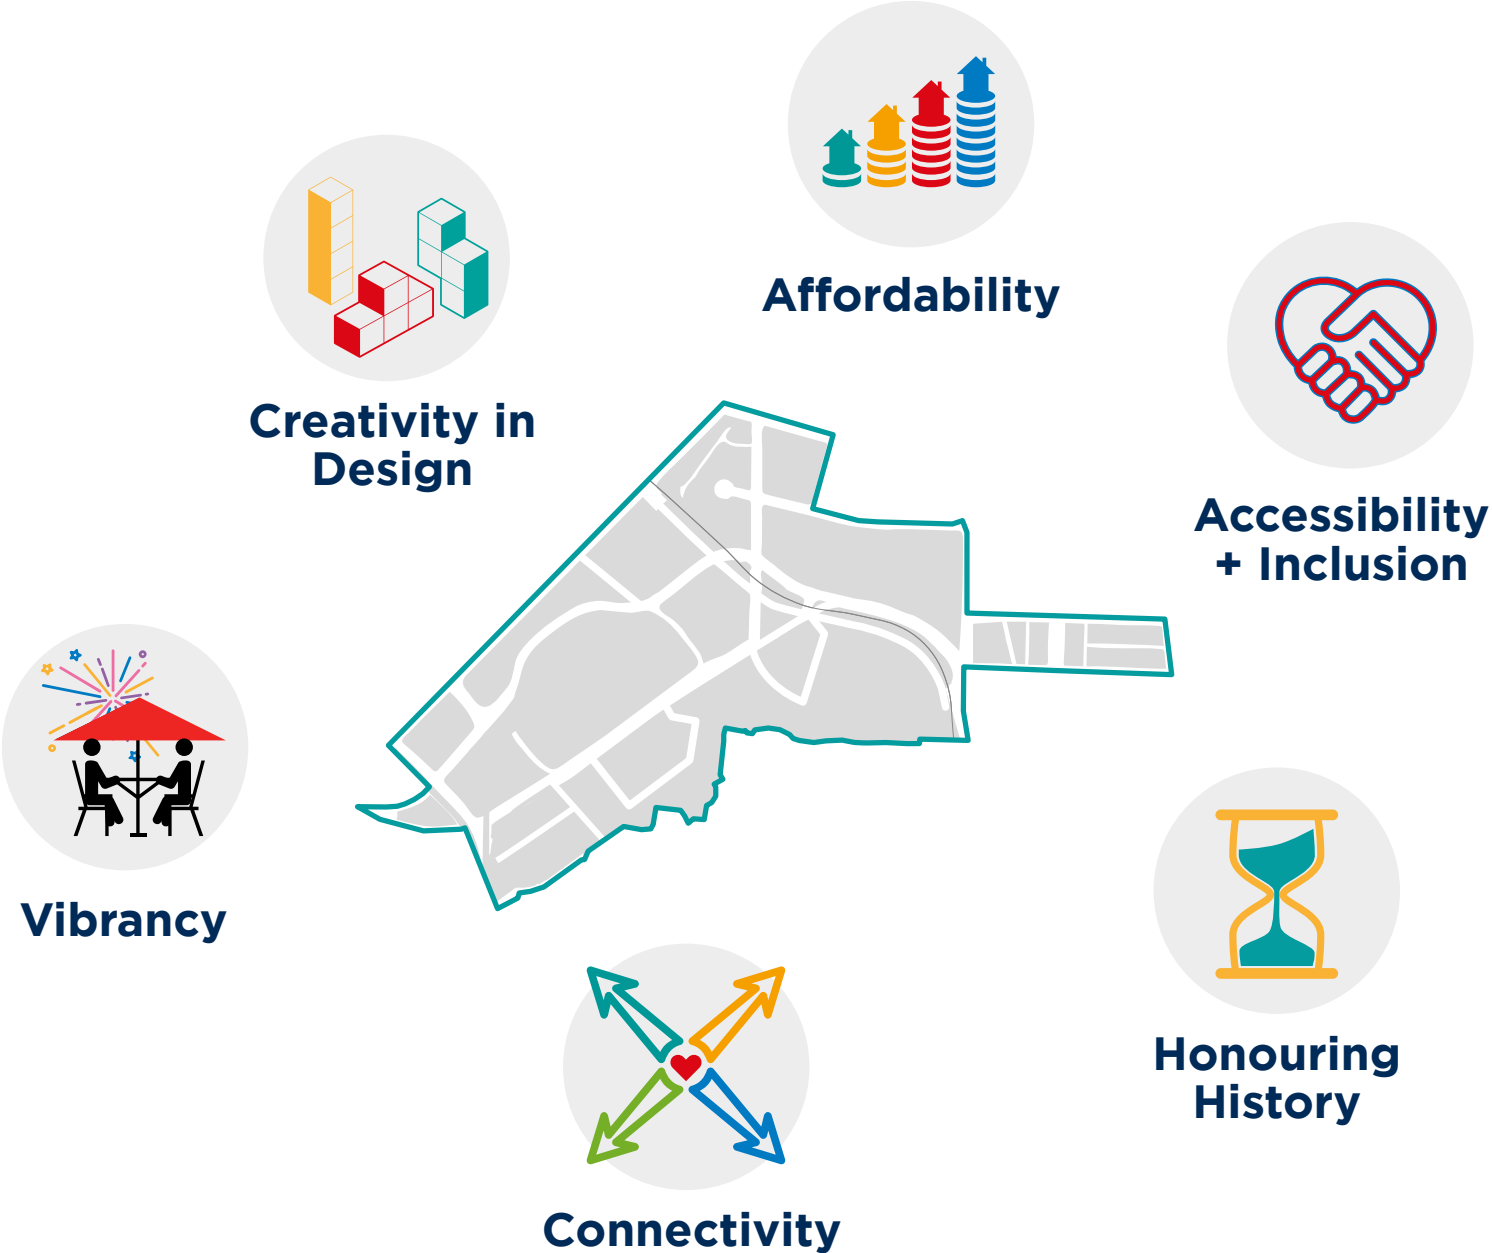 Affordability
Creativity in
Design
Accessibility
+ Inclusion
Vibrancy
Honouring
History
Connectivity